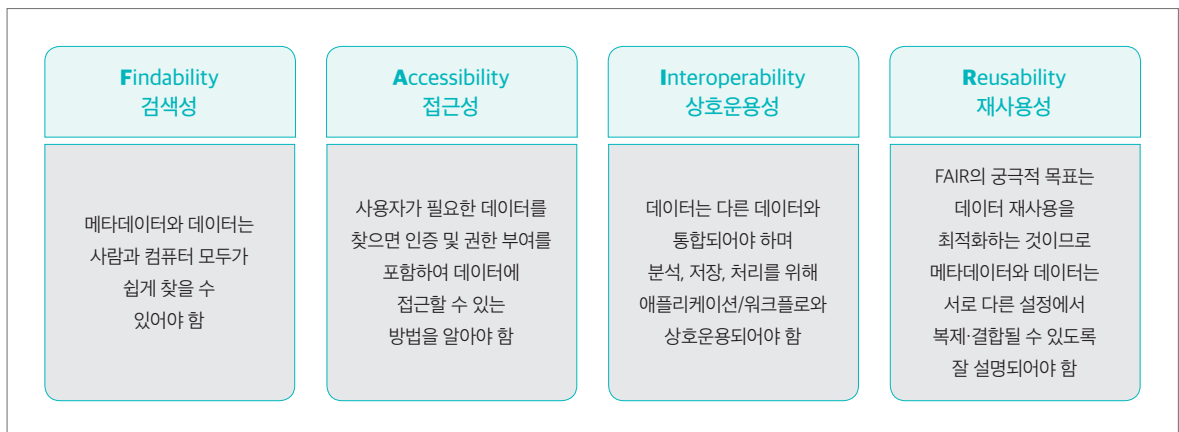 Findability
검색성
메타데이터와 데이터는
사람과 컴퓨터 모두가
쉽게 찾을 수
있어야 함
Accessibility
접근성
사용자가 필요한 데이터를
찾으면 인증 및 권한 부여를
포함하여 데이터에
접근할 수 있는
방법을 알아야 함
Interoperability
상호운용성
데이터는 다른 데이터와
통합되어야 하며
분석, 저장, 처리를 위해
애플리케이션/워크플로와
상호운용되어야 함
Reusability
재사용성
FAIR의 궁극적 목표는
데이터 재사용을
최적화하는 것이므로
메타데이터와 데이터는
서로 다른 설정에서
복제·결합될 수 있도록
잘 설명되어야 함